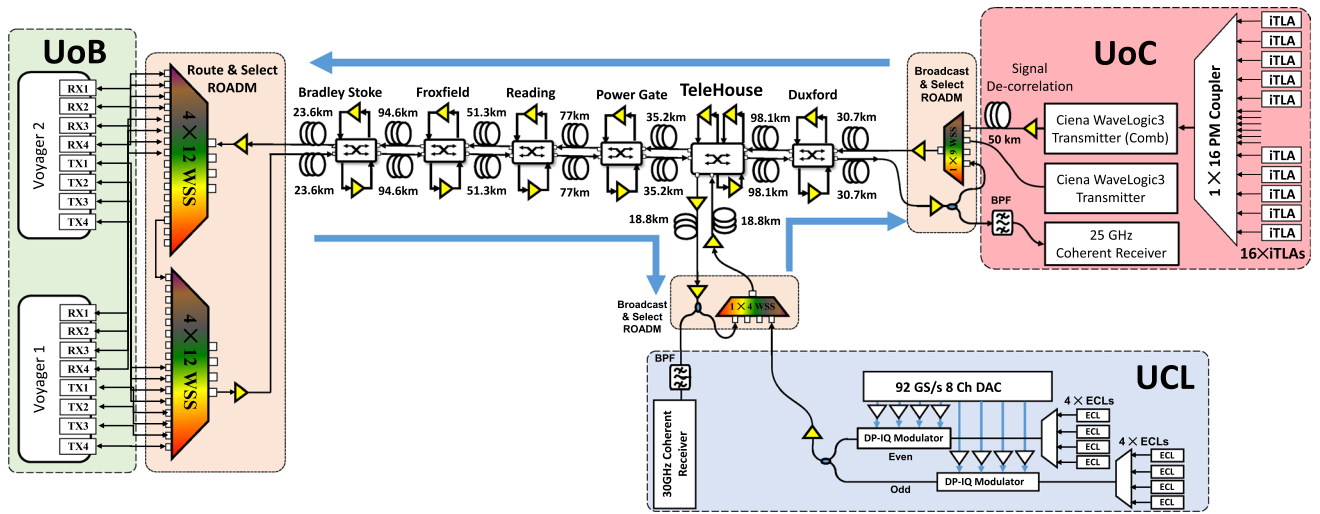 UoB
Voyager 2
RX1
RX2
RX3
RX4
TX1
TX2
TX3
TX4
Voyager 1
RX1
RX2
RX3
RX4
TX1
TX2
TX3
TX4
Route & Select
ROADM
4 × 12 WSS
4 × 12 WSS
Bradley Stoke
Froxfield
Reading
Power Gate
TeleHouse
Duxford
23.6km
94.6km
51.3km
77km
35.2km
98.1km
30.7km
23.6km
94.6km
51.3km
77km
35.2km
98.1km
30.7km
18.8km
18.8km
Broadcast
& Select
ROADM
1 × 9 WSS
UoC
Signal
De-correlation
50 km
Ciena WaveLogic3
Transmitter (Comb)
Ciena WaveLogic3
Transmitter
BPF
25 GHz
Coherent Receiver
1 × 16 PM Coupler
iTLA
iTLA
iTLA
iTLA
iTLA
iTLA
iTLA
iTLA
iTLA
iTLA
16×iTLAs
Broadcast
& Select
ROADM
1 × 4 WSS
UCL
BPF
30GHz Coherent
Receiver
92 GS/s 8 Ch DAC
DP-IQ Modulator
Even
DP-IQ Modulator
Odd
4 × ECLs
ECL
ECL
ECL
ECL
4 × ECLs
ECL
ECL
ECL
ECL